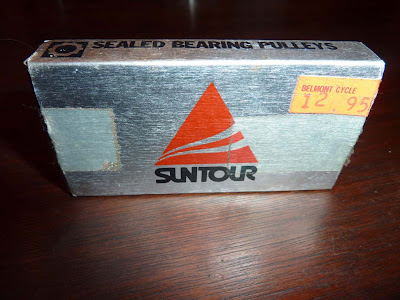 SEALED BEARING PULLEYS
BELMONT CYCLE
12.95
SUNTOUR